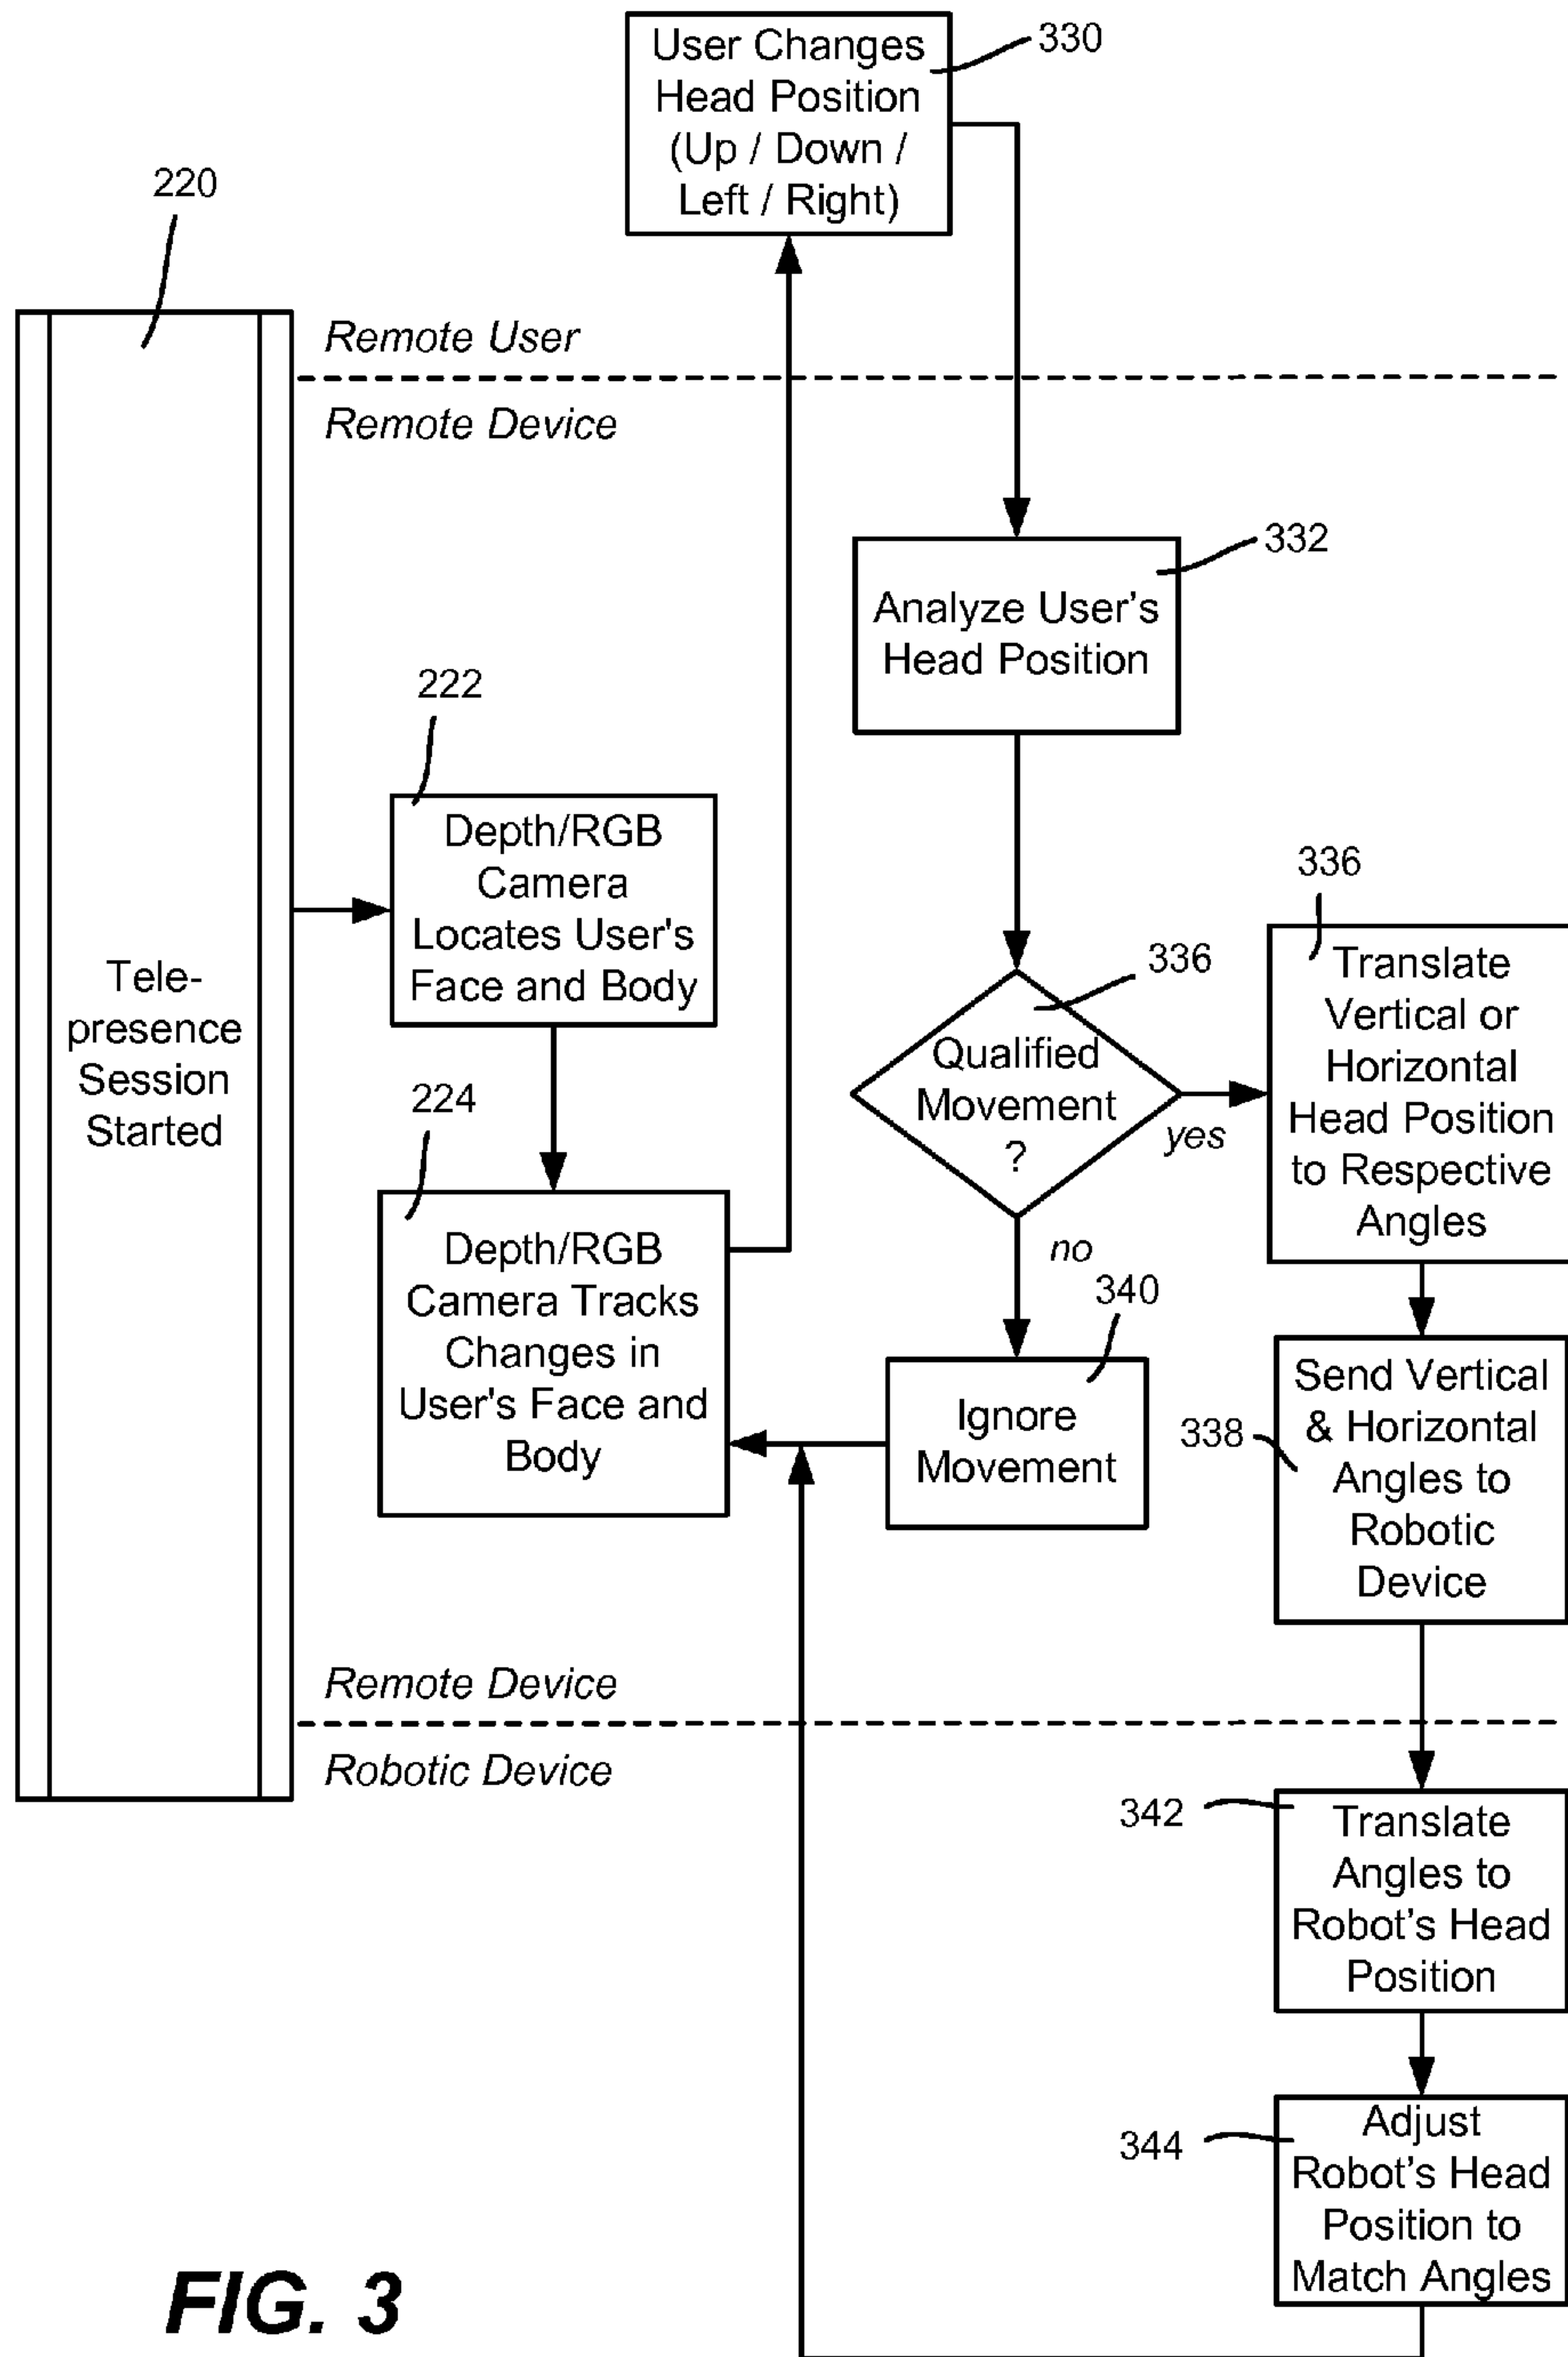 User Changes
Head Position
(Up / Down /
Left / Right)
330
220
Remote User
Remote Device
Analyze User’s
Head Position
332
222
Depth/RGB
Camera
Locates User's
Face and Body
Tele-
presence
Session
Started
224
Depth/RGB
Camera Tracks
Changes in
User's Face and
Body
336
Qualified
Movement
?
yes
no
336
Translate
Vertical or
Horizontal
Head Position
to Respective
Angles
340
Ignore
Movement
338
Send Vertical
& Horizontal
Angles to
Robotic
Device
Remote Device
Robotic Device
342
Translate
Angles to
Robot’s Head
Position
344
Adjust
Robot’s Head
Position to
Match Angles
FIG. 3